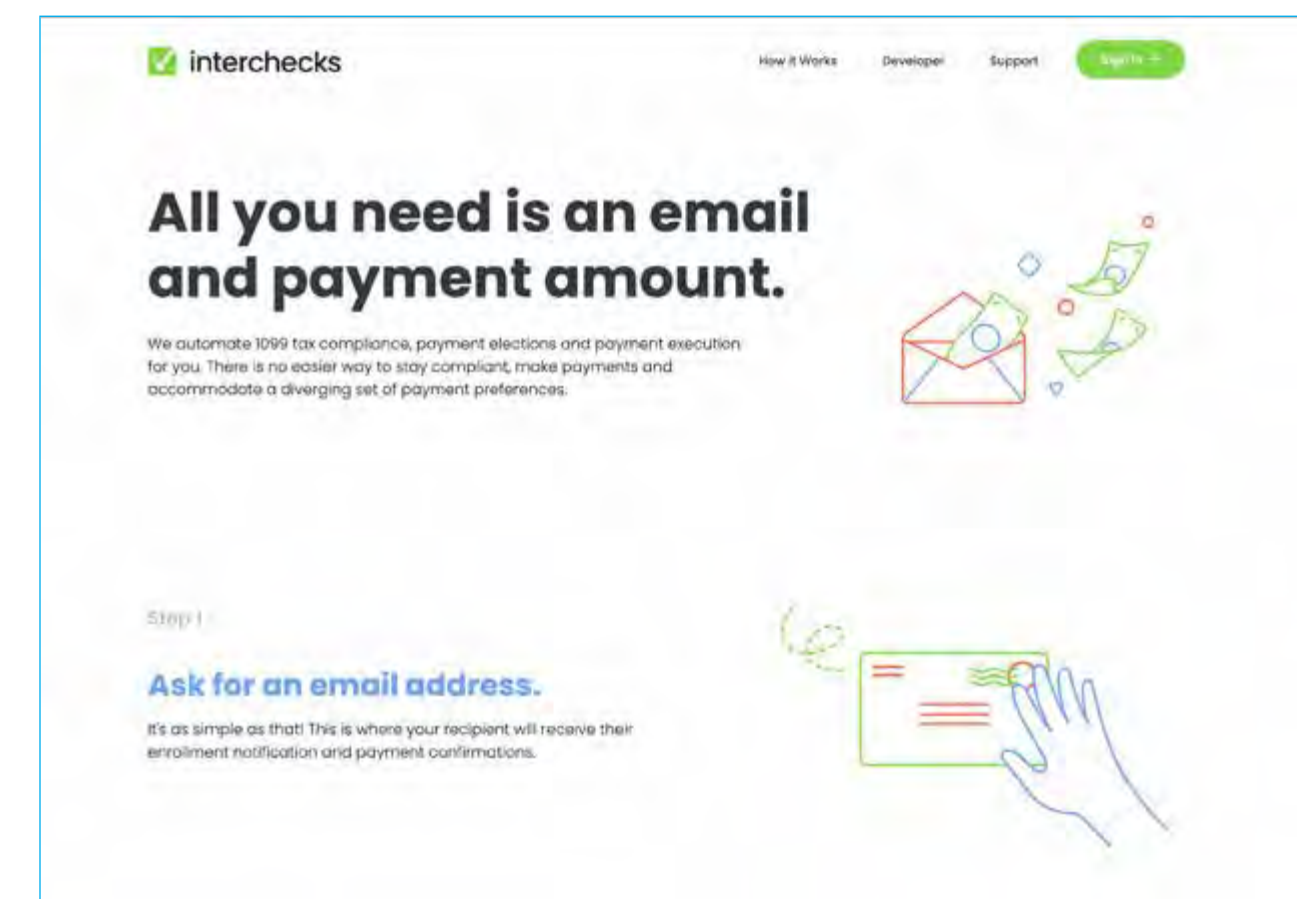 interchecks
How it Works Developer Support Sign In
All you need is an email
and payment amount.
We automate 1099 tax compliance, payment elections and payment execution
for you. There is no easier way to stay compliant, make payments and
accommodate a diverging set of payment preferences.
Step 1
Ask for an email address.
It's as simple as that! This is where your recipient will receive their
enrollment notification and payment confirmations.